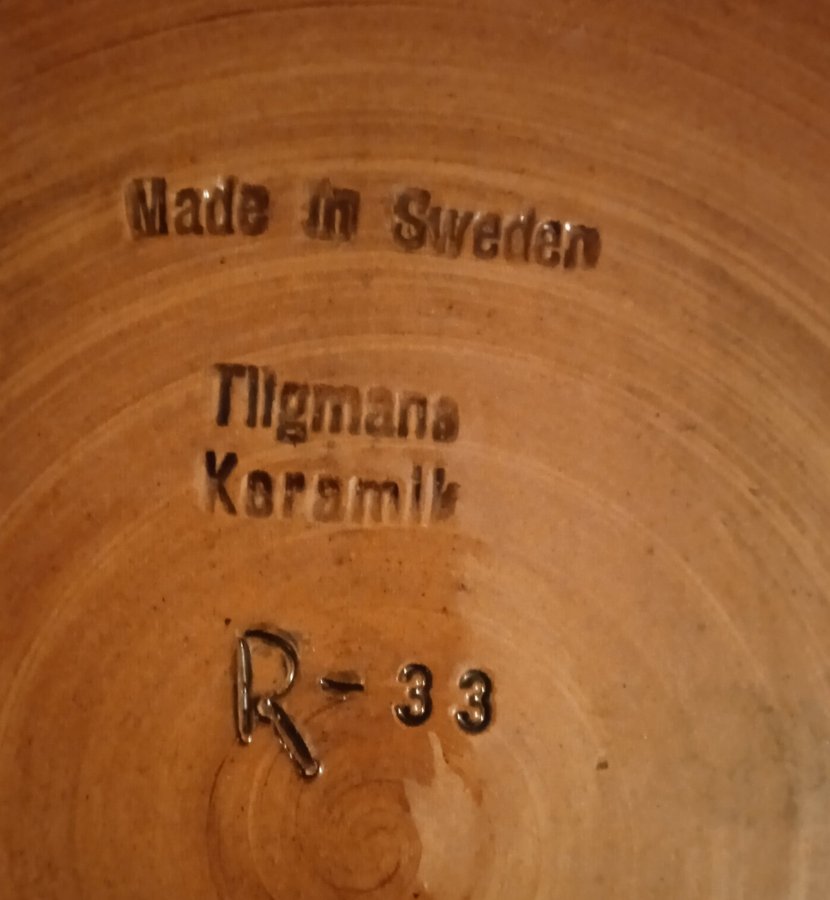 Made in Sweden
Tilgmans
Keramik
R-33